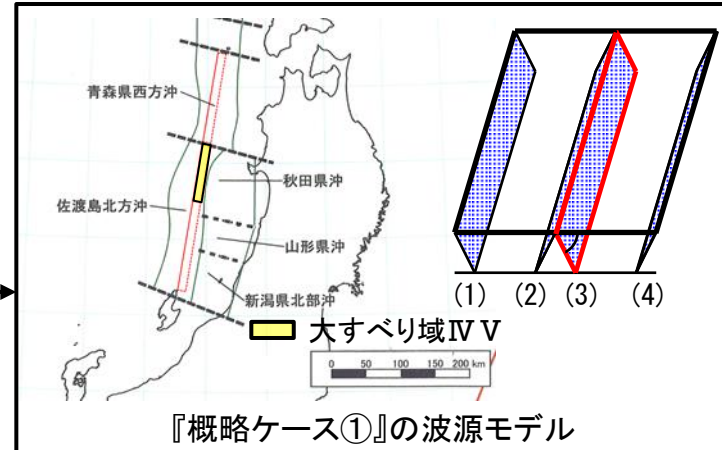 青森県西方沖
秋田県沖
佐渡島北方沖
山形県沖
新潟県北部沖
大すべり域ⅣⅤ
0 50 100 150 200 km
(1) (2) (3) (4)
『概略ケース①』の波源モデル